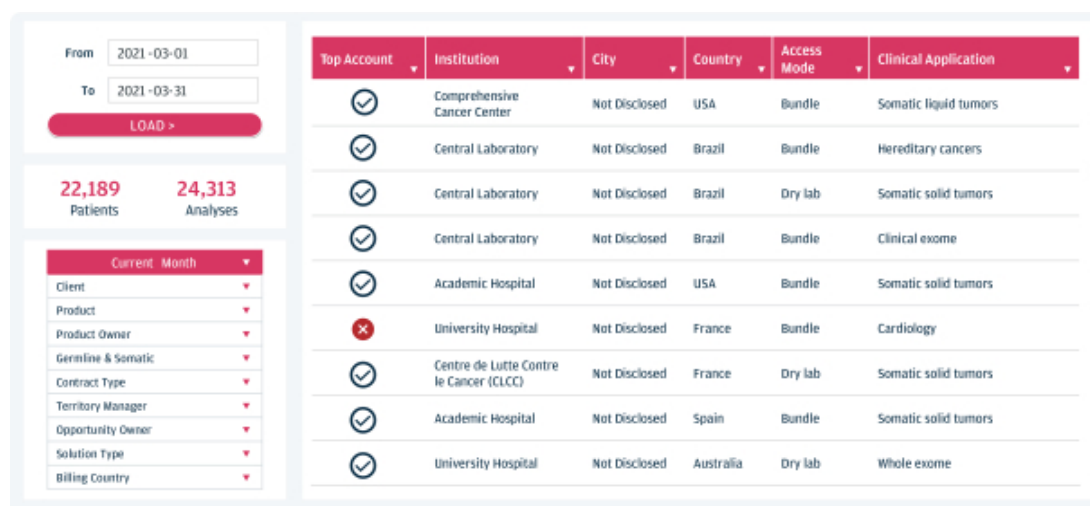 From 2021-03-01
To 2021-03-31
LOAD >
22,189 24,313
Patients Analyses
Current Month
Client
Product
Product Owner
Germline & Somatic
Contract Type
Territory Manager
Opportunity Owner
Solution Type
Billing Country
Top Account Institution City Country Access Mode Clinical Application
Comprehensive Cancer Center Not Disclosed USA Bundle Somatic liquid tumors
Central Laboratory Not Disclosed Brazil Bundle Hereditary cancers
Central Laboratory Not Disclosed Brazil Dry lab Somatic solid tumors
Central Laboratory Not Disclosed Brazil Bundle Clinical exome
Academic Hospital Not Disclosed USA Bundle Somatic solid tumors
University Hospital Not Disclosed France Bundle Cardiology
Centre de Lutte Contre le Cancer (CLCC) Not Disclosed France Dry lab Somatic solid tumors
Academic Hospital Not Disclosed Spain Bundle Somatic solid tumors
University Hospital Not Disclosed Australia Dry lab Whole exome